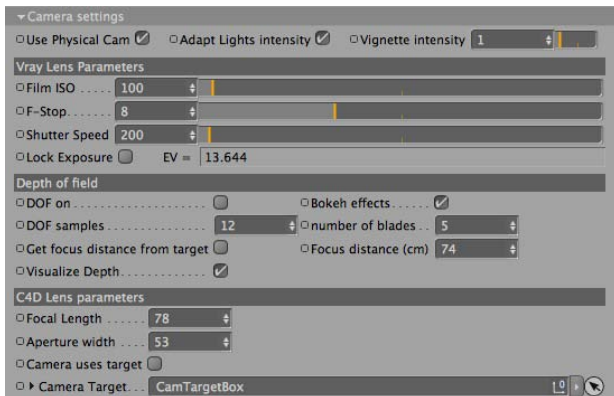 Camera settings
Use Physical Cam Adapt Lights intensity Vignette intensity 1
Vray Lens Parameters
Film ISO ..... 100
F-Stop....... 8
Shutter Speed 200
Lock Exposure EV = 13.644
Depth of field
DOF on .................... Bokeh effects......
DOF samples ............... 12 number of blades .. 5
Get focus distance from target Focus distance (cm) 74
Visualize Depth............
C4D Lens parameters
Focal Length ...... 78
Aperture width .... 53
Camera uses target
Camera Target... CamTargetBox